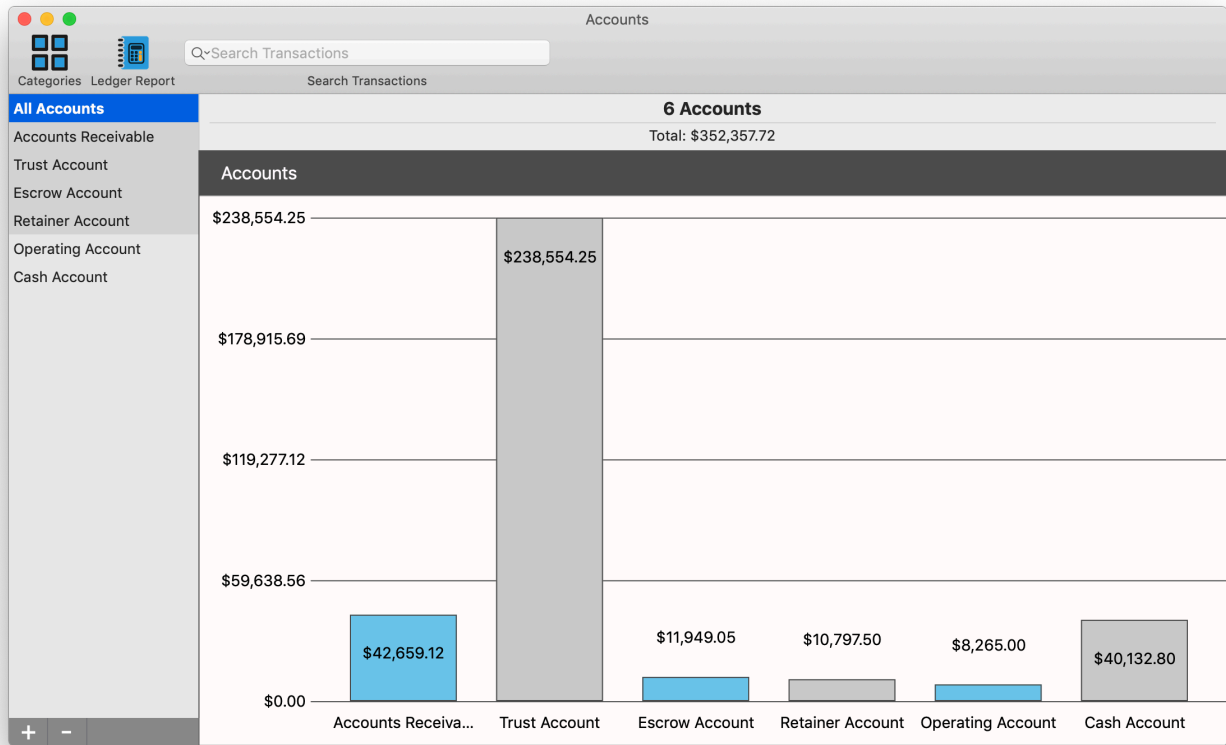 Accounts
Search Transactions
Categories
Ledger Report
Search Transactions
All Accounts
Accounts Receivable
Trust Account
Escrow Account
Retainer Account
Operating Account
Cash Account
6 Accounts
Total: $352,357.72
Accounts
$238,554.25
$178,915.69
$119,277.12
$59,638.56
$0.00
$42,659.12
$238,554.25
$11,949.05
$10,797.50
$8,265.00
$40,132.80
Accounts Receiva...
Trust Account
Escrow Account
Retainer Account
Operating Account
Cash Account